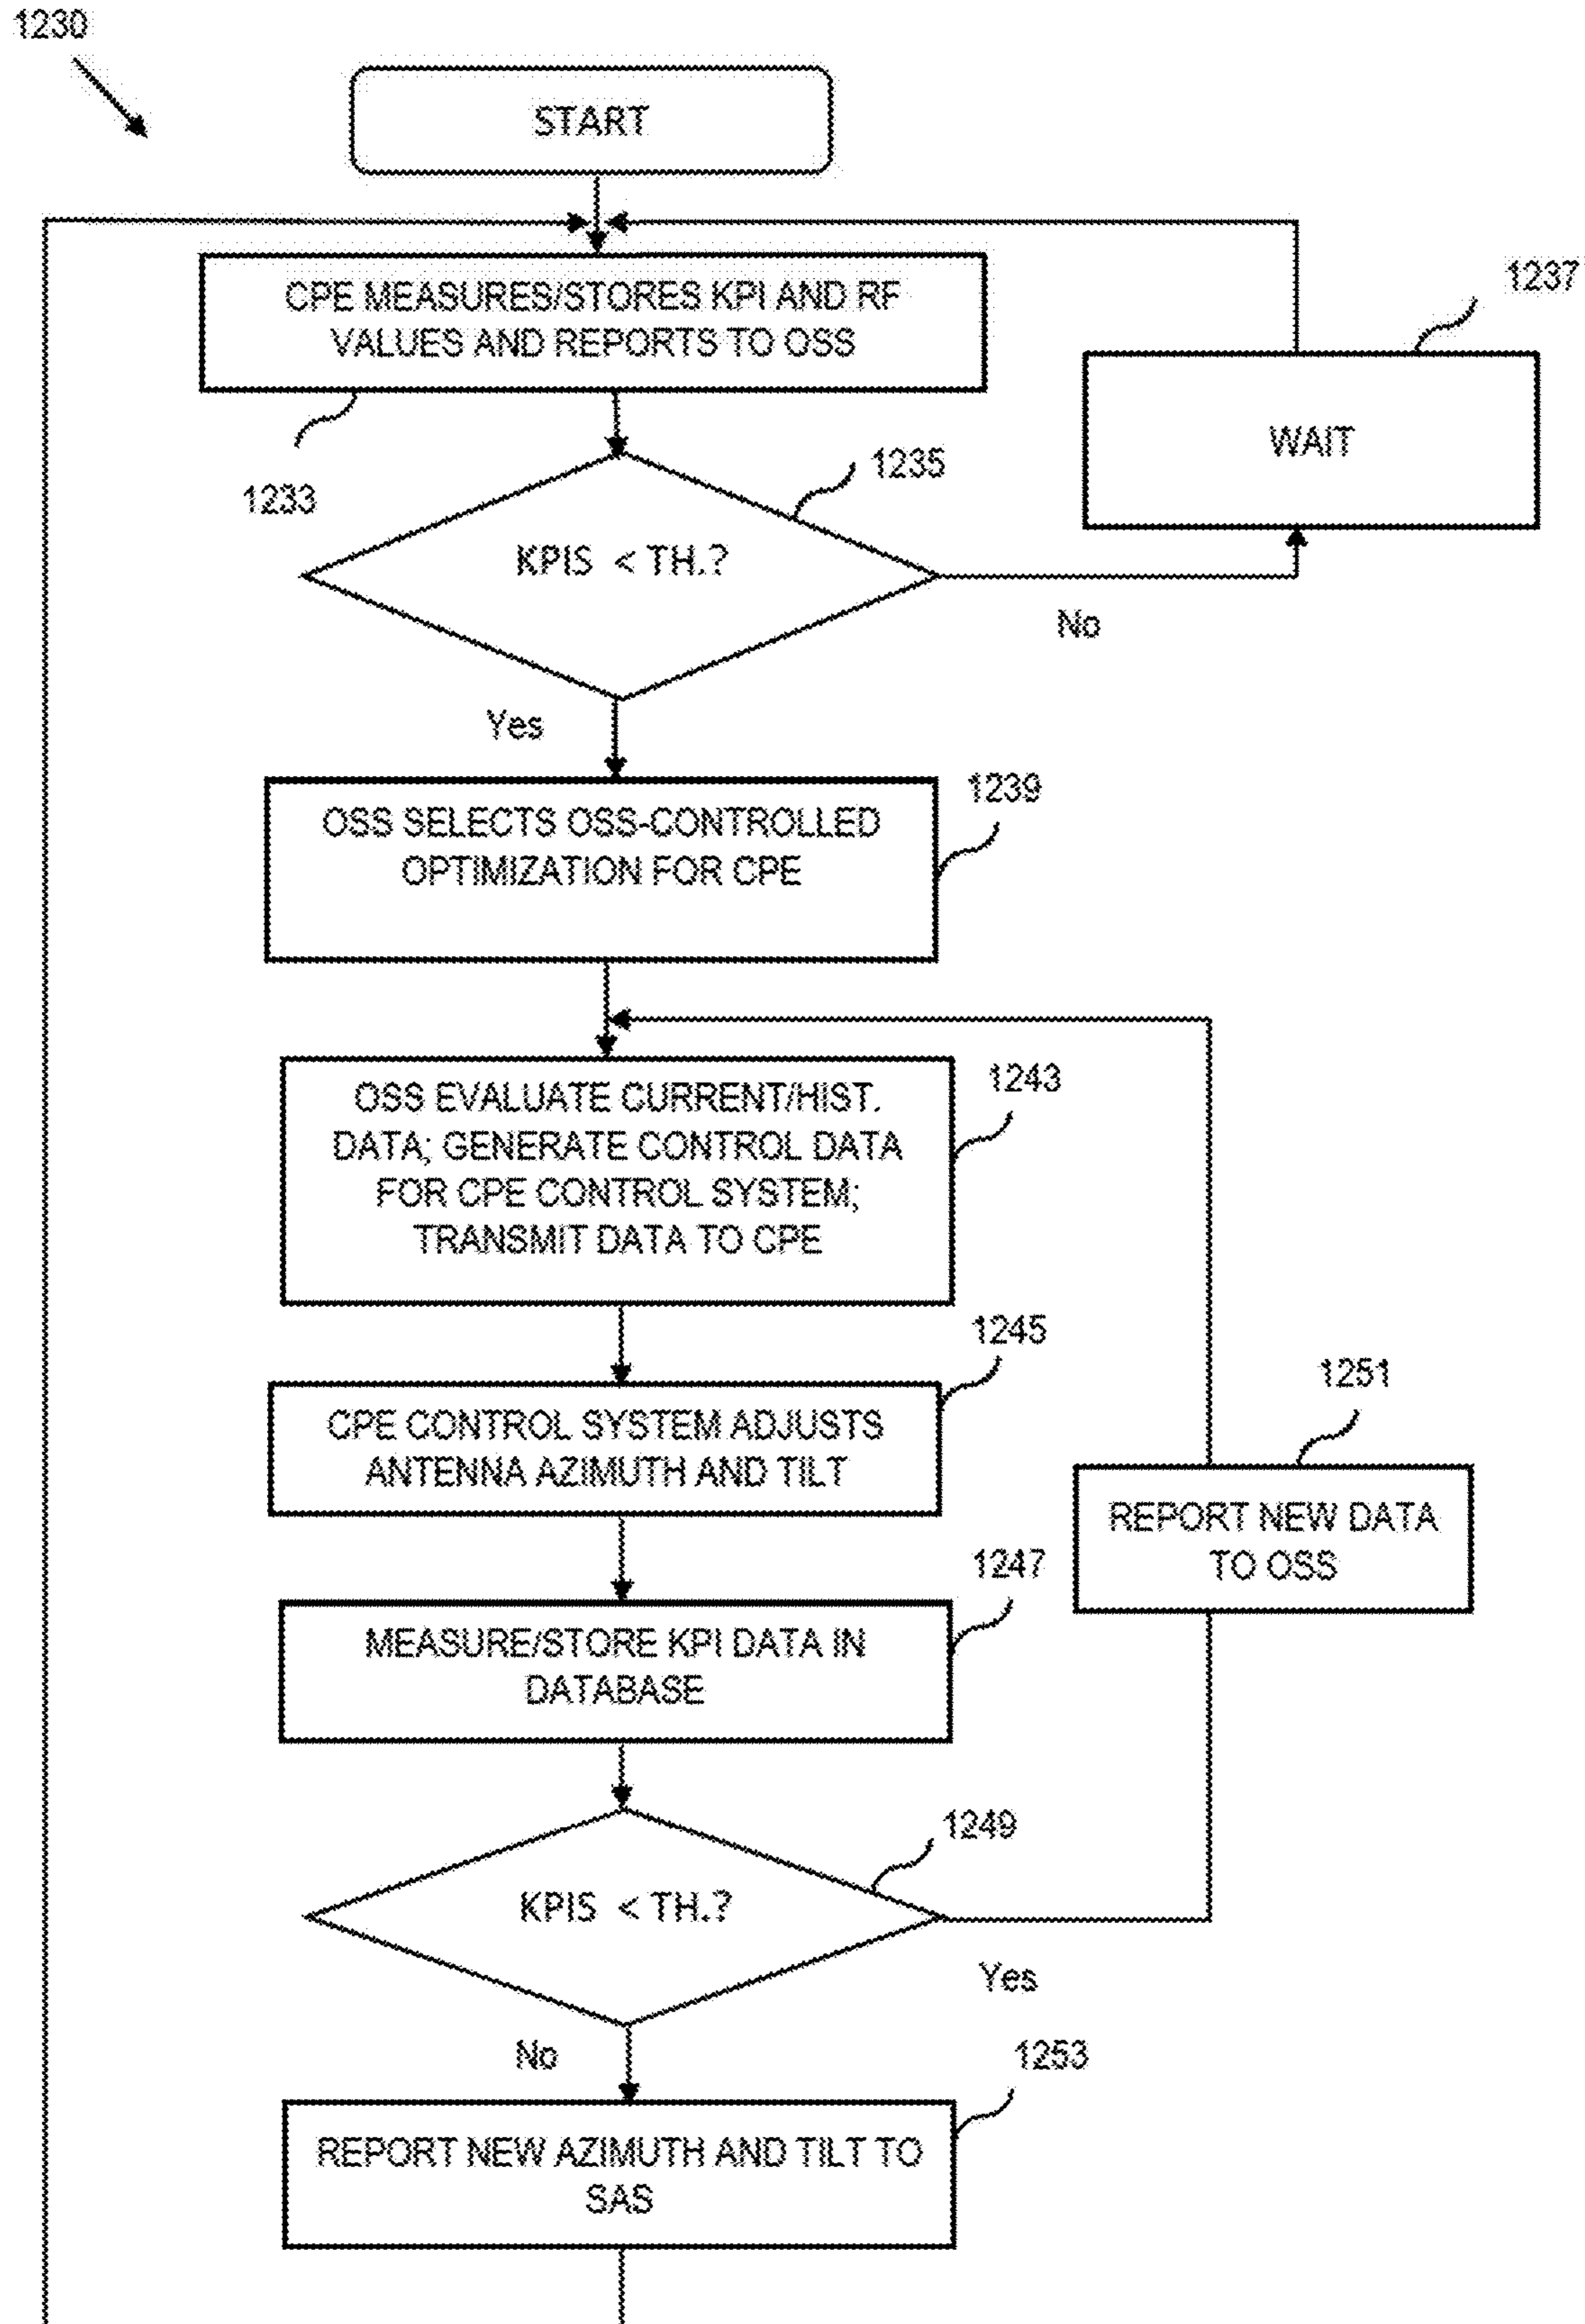 1230
START
CPE MEASURES/STORES KPI AND RF
VALUES AND REPORTS TO OSS
1237
WAIT
1233
1235
KPIS < TH.?
No
Yes
1239
OSS SELECTS OSS-CONTROLLED
OPTIMIZATION FOR CPE
1243
OSS EVALUATE CURRENT/HIST.
DATA; GENERATE CONTROL DATA
FOR CPE CONTROL SYSTEM;
TRANSMIT DATA TO CPE
1245
CPE CONTROL SYSTEM ADJUSTS
ANTENNA AZIMUTH AND TILT
1251
REPORT NEW DATA
TO OSS
1247
MEASURE/STORE KPI DATA IN
DATABASE
1249
KPIS < TH.?
Yes
No
1253
REPORT NEW AZIMUTH AND TILT TO
SAS